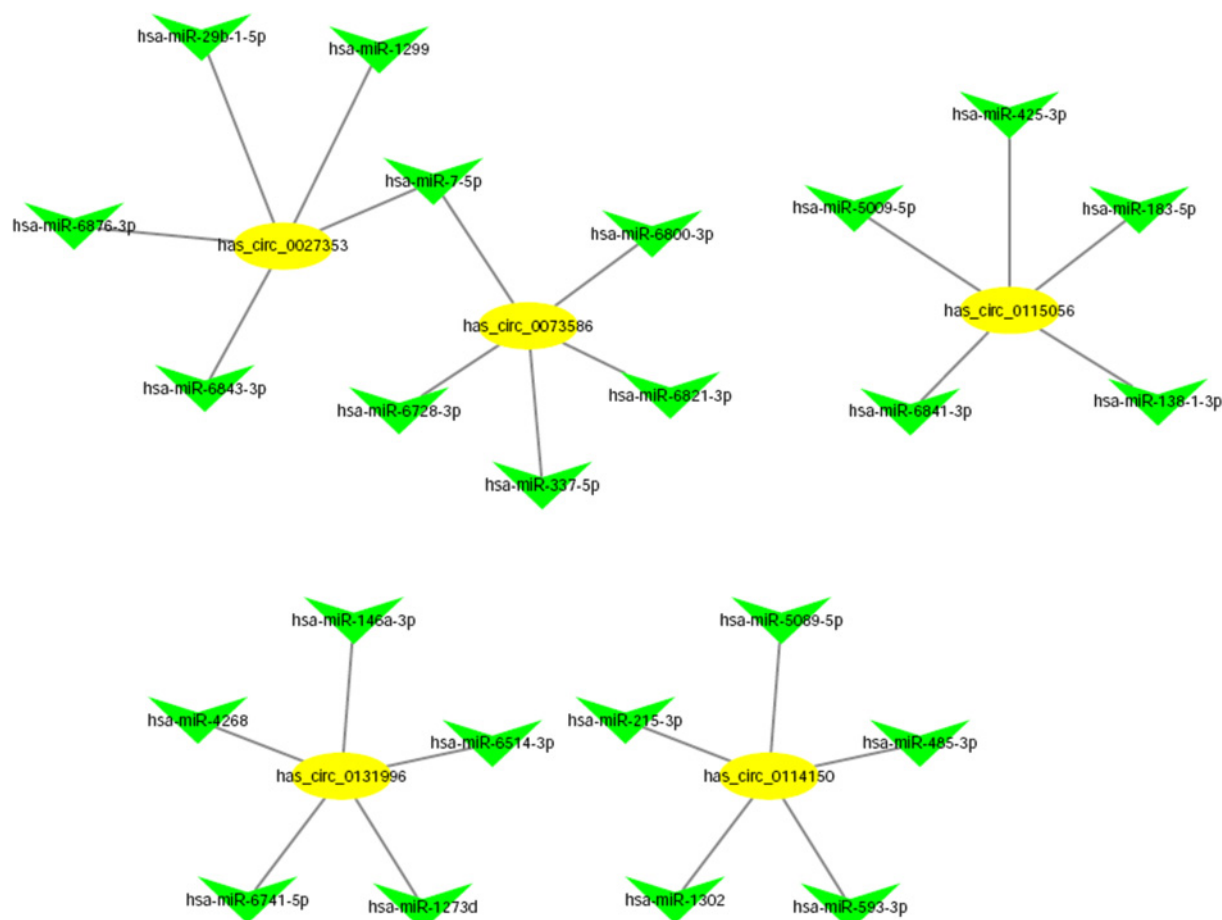 hsa-miR-29b-1-5p
hsa-miR-1299
hsa-miR-7-5p
hsa-miR-6876-3p
has_circ_0027353
hsa-miR-6800-3p
has_circ_0073586
hsa-miR-6843-3p
hsa-miR-6728-3p
hsa-miR-6821-3p
hsa-miR-337-5p
hsa-miR-425-3p
hsa-miR-5009-5p
hsa-miR-183-5p
has_circ_0115056
hsa-miR-6841-3p
hsa-miR-138-1-3p
hsa-miR-146a-3p
hsa-miR-4268
hsa-miR-6514-3p
has_circ_0131996
hsa-miR-6741-5p
hsa-miR-1273d
hsa-miR-5089-5p
hsa-miR-215-3p
hsa-miR-485-3p
has_circ_0114150
hsa-miR-1302
hsa-miR-593-3p